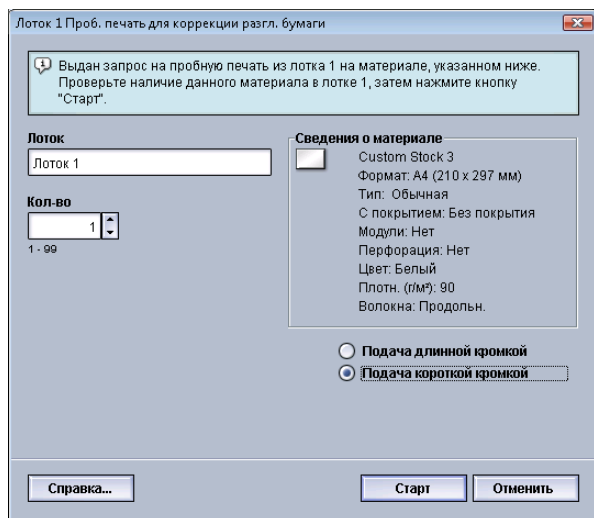 Лоток 1 Проб. печать для коррекции разгл. бумаги
Выдан запрос на пробную печать из лотка 1 на материале, указанном ниже.
Проверьте наличие данного материала в лотке 1, затем нажмите кнопку
"Старт".
Лоток
Лоток 1
Кол-во
1
1 - 99
Сведения о материале
Custom Stock 3
Формат: A4 (210 x 297 мм)
Тип: Обычная
С покрытием: Без покрытия
Модули: Нет
Перфорация: Нет
Цвет: Белый
Плотн. (г/м²): 90
Волокна: Продольн.
Подача длинной кромкой
Подача короткой кромкой
Справка...
Старт
Отменить